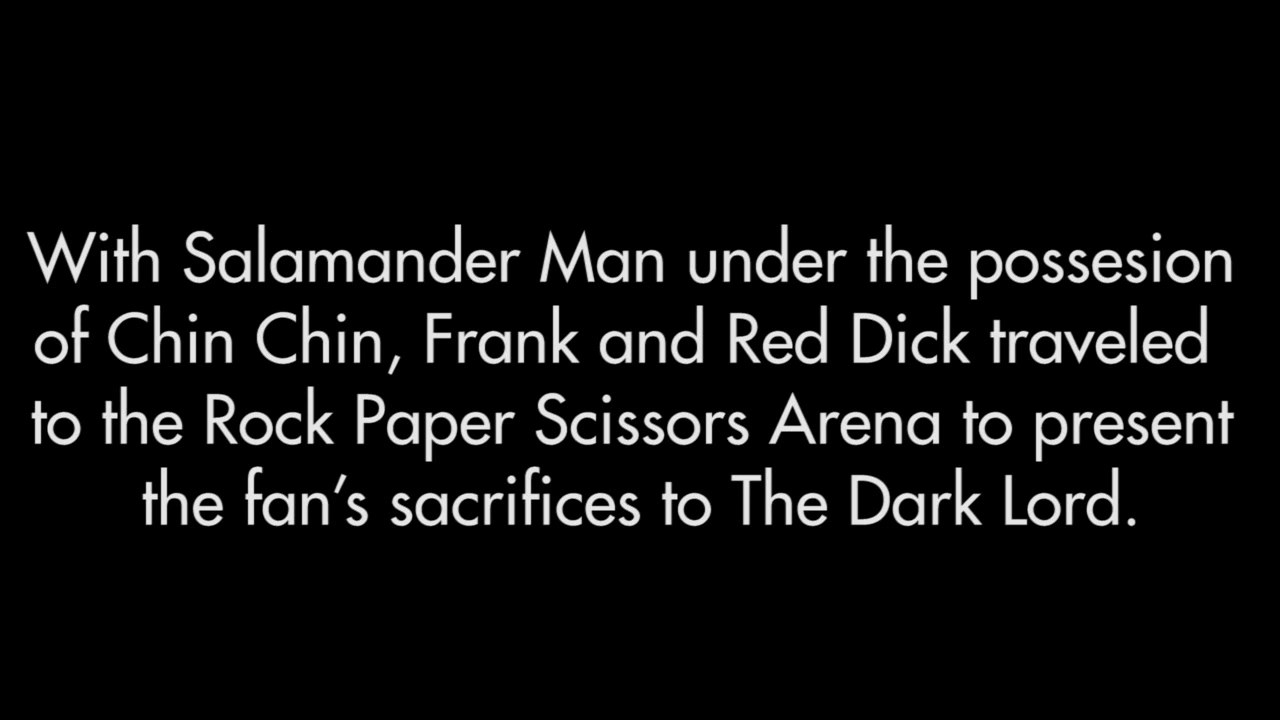 With Salamander Man under the possesion
of Chin Chin, Frank and Red Dick traveled
to the Rock Paper Scissors Arena to present
the fan’s sacrifices to The Dark Lord.